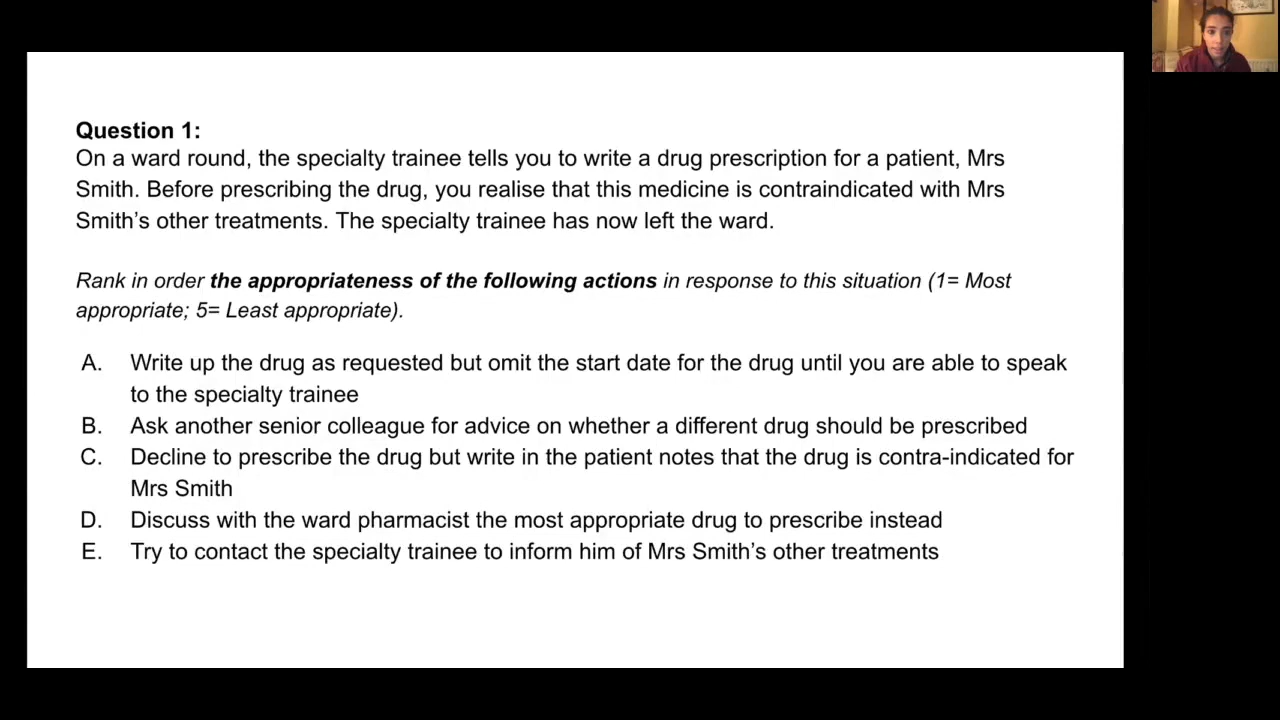 Question 1:
On a ward round, the specialty trainee tells you to write a drug prescription for a patient, Mrs
Smith. Before prescribing the drug, you realise that this medicine is contraindicated with Mrs
Smith’s other treatments. The specialty trainee has now left the ward.
Rank in order the appropriateness of the following actions in response to this situation (1= Most
appropriate; 5= Least appropriate).
A. Write up the drug as requested but omit the start date for the drug until you are able to speak
to the specialty trainee
B. Ask another senior colleague for advice on whether a different drug should be prescribed
C. Decline to prescribe the drug but write in the patient notes that the drug is contra-indicated for
Mrs Smith
D. Discuss with the ward pharmacist the most appropriate drug to prescribe instead
E. Try to contact the specialty trainee to inform him of Mrs Smith’s other treatments